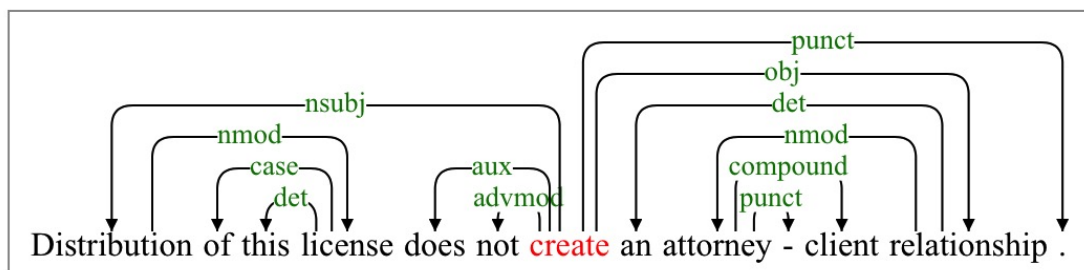 punct
obj
nsubj det
nmod nmod
case aux compound
det advmod punct
Distribution of this license does not create an attorney - client relationship .